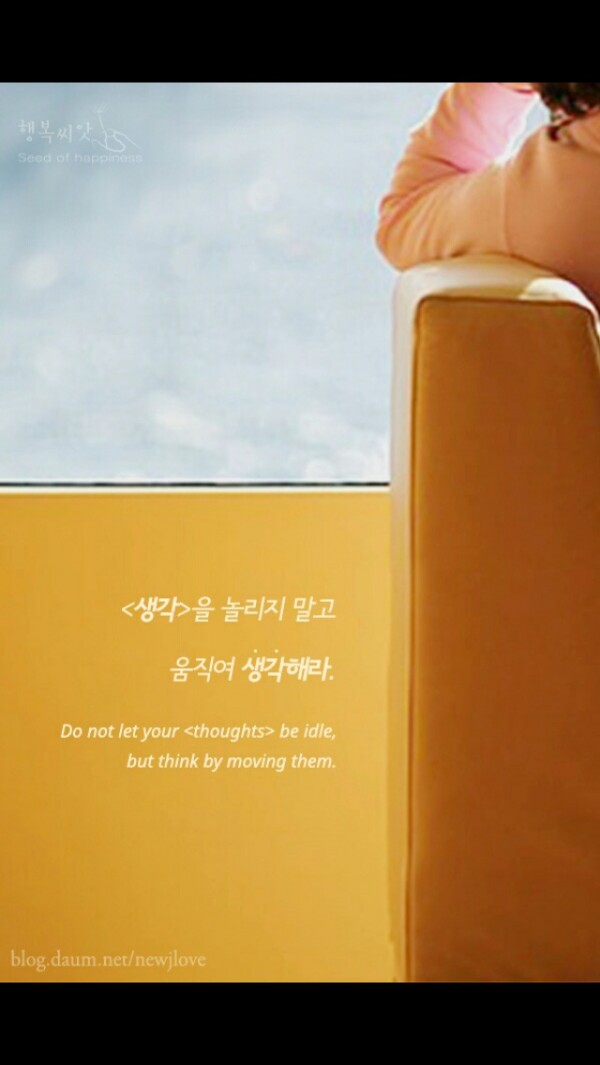 행복씨앗
Seed of happiness
<생각>을 놀리지 말고
움직여 생각해라.
Do not let your <thoughts> be idle,
but think by moving them.
blog.daum.net/newjlove